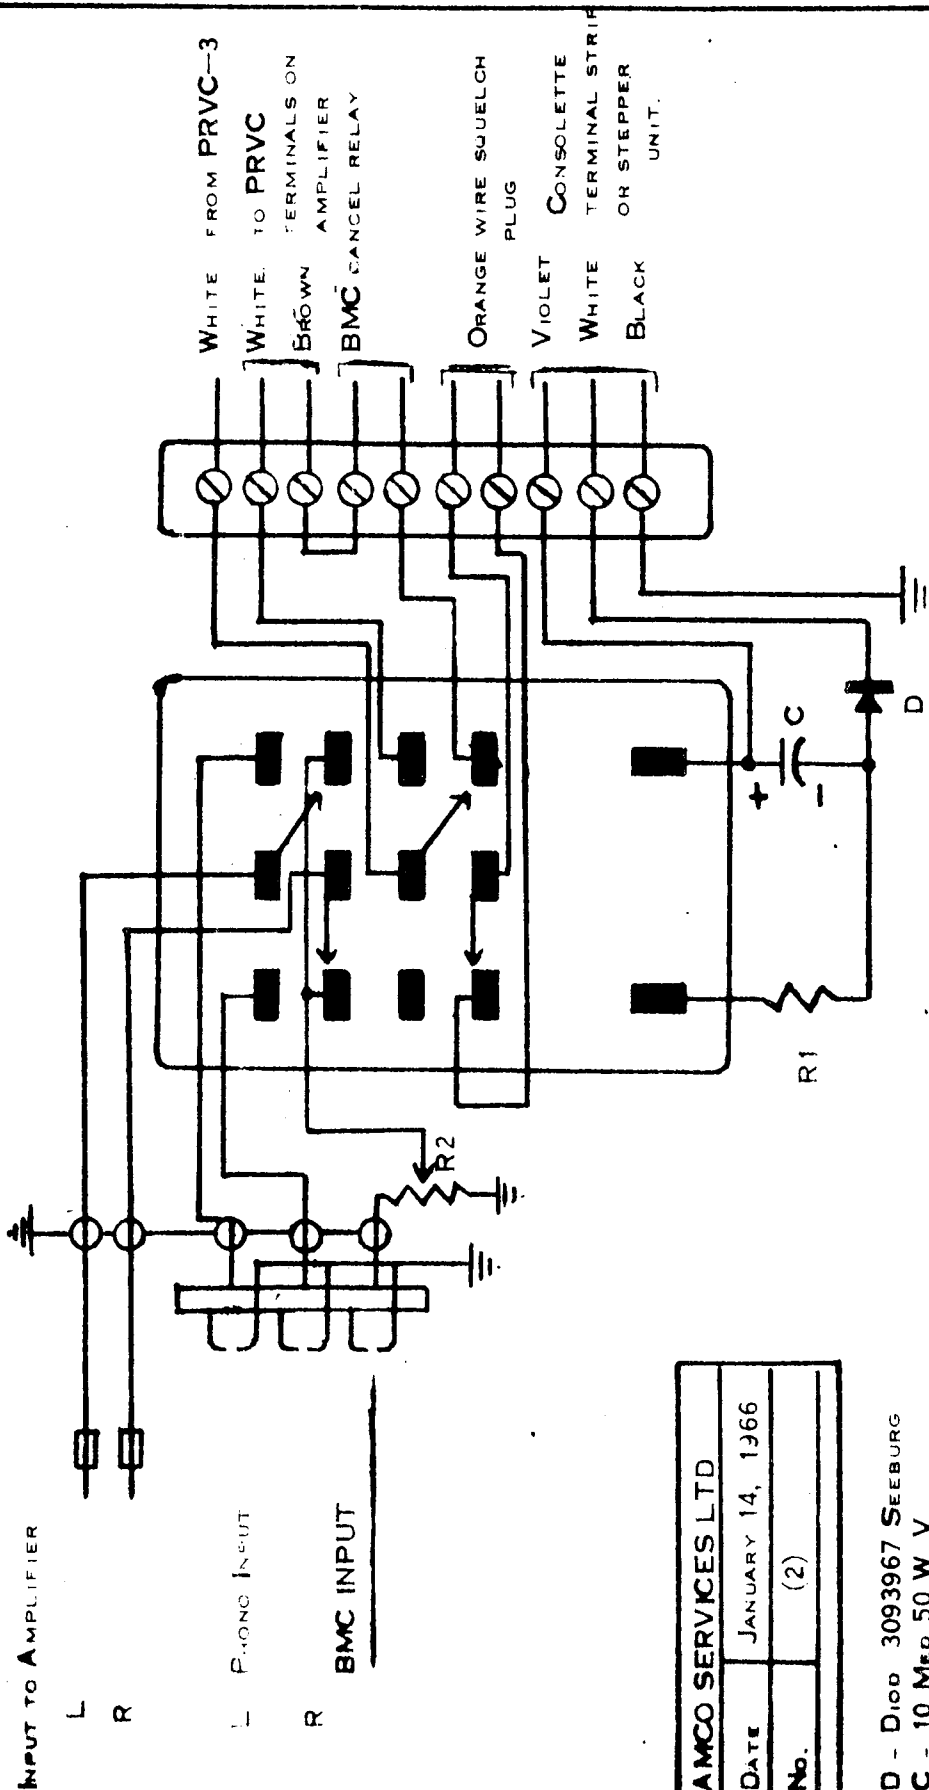 INPUT TO AMPLIFIER
L
R
L PHONO INPUT
R
BMC INPUT
WHITE FROM PRVC-3
WHITE TO PRVC
BROWN TERMINALS ON
AMPLIFIER
BMC CANCEL RELAY
ORANGE WIRE SQUELCH
PLUG
VIOLET CONSOLETTE
WHITE TERMINAL STRIP
BLACK OR STEPPER
UNIT.
R2
R1
+
C
-
D
AMCO SERVICES LTD
DATE JANUARY 14, 1966
No. (2)
D - DIOD 3093967 SEEBURG
C - 10 MFD 50 W V